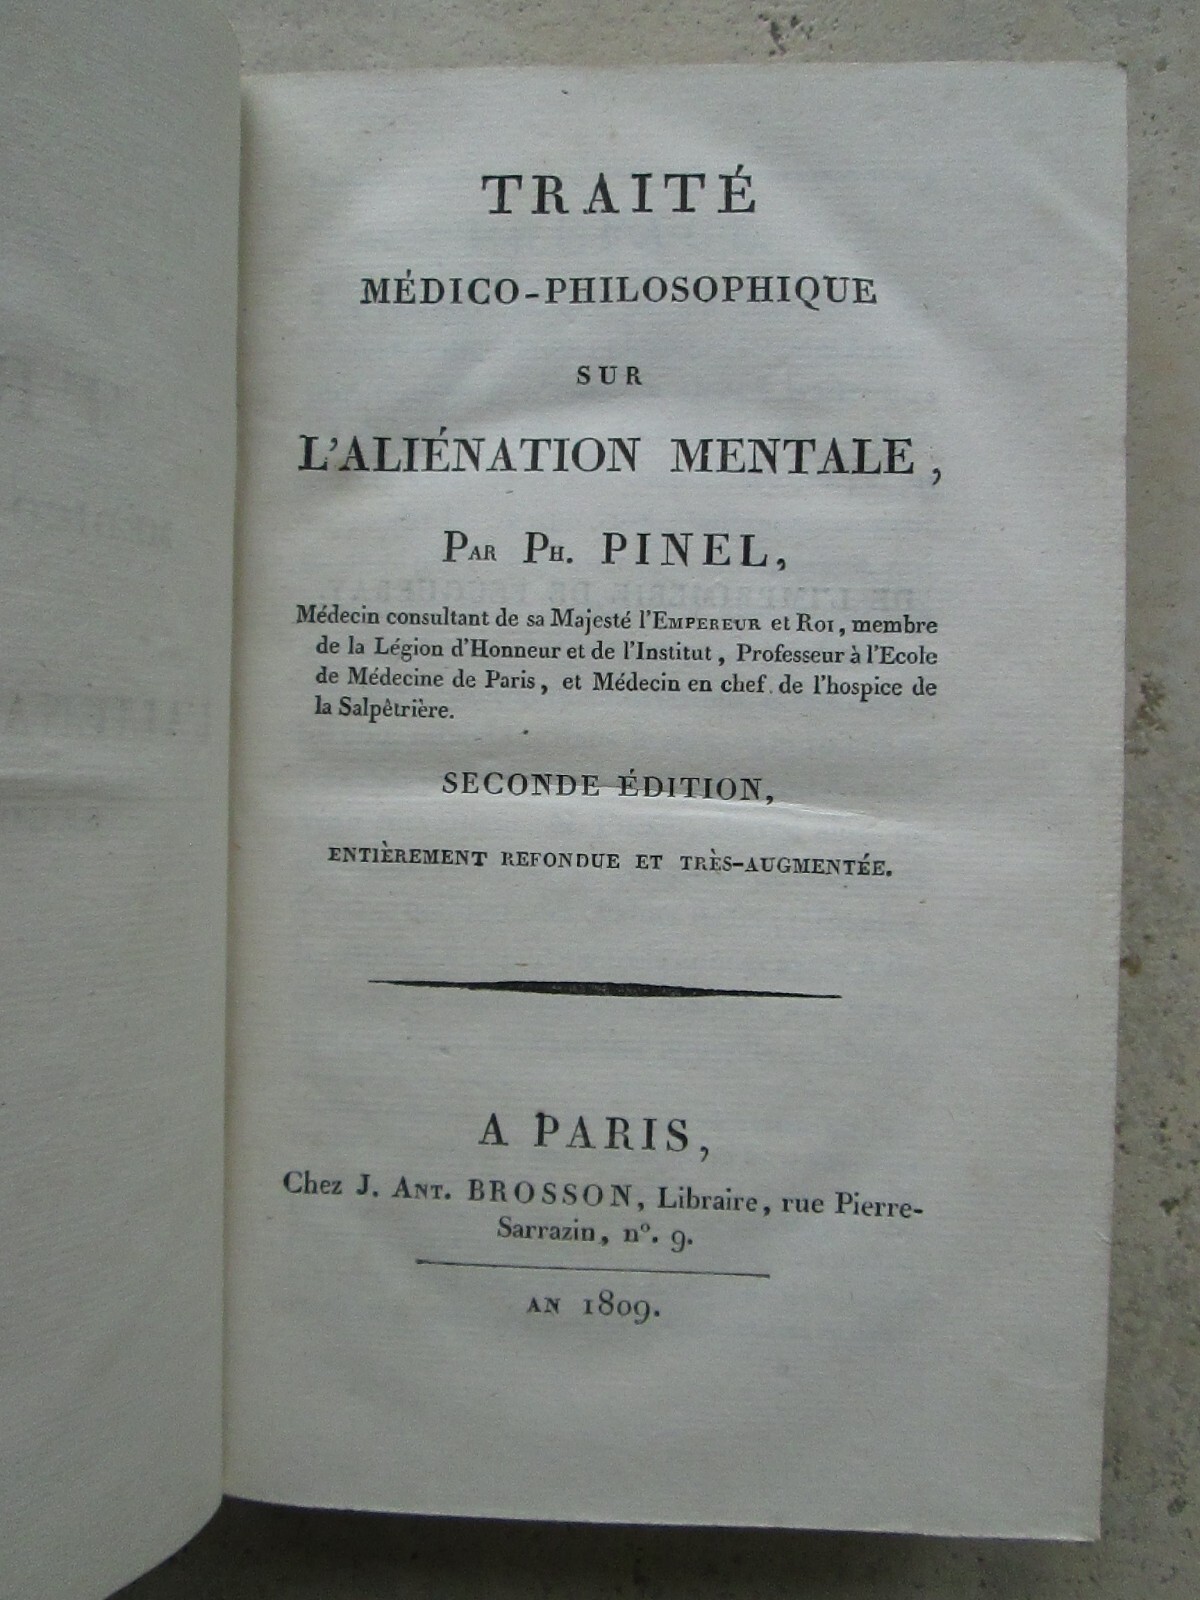 TRAITÉ
MÉDICO-PHILOSOPHIQUE
SUR
L'ALIÉNATION MENTALE,
PAR PH. PINEL,
Médecin consultant de sa Majesté l'EMPEREUR et ROI, membre
de la Légion d'Honneur et de l'Institut, Professeur à l'Ecole
de Médecine de Paris, et Médecin en chef de l'hospice de
la Salpêtrière.
SECONDE ÉDITION,
ENTIÈREMENT REFONDUE ET TRÈS-AUGMENTÉE.
A PARIS,
Chez J. ANT. BROSSON, Libraire, rue Pierre-
Sarrazin, nº. 9.
AN 1809.